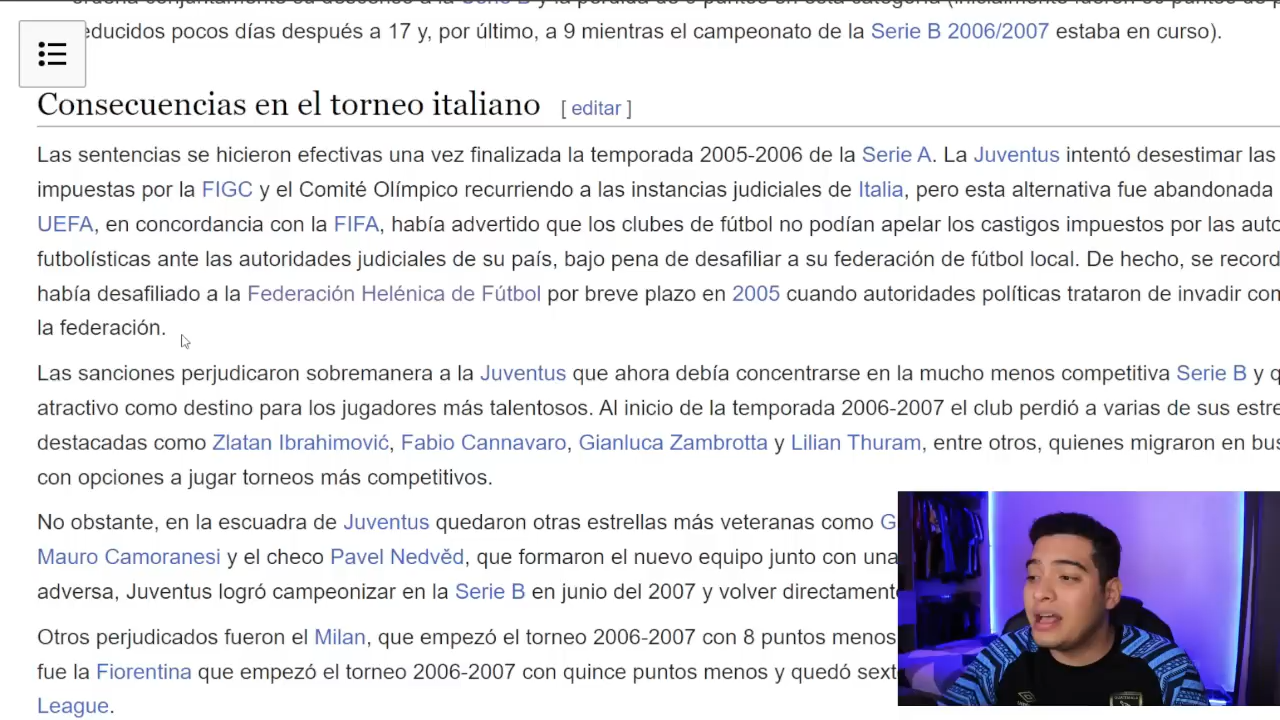 educidos pocos días después a 17 y, por último, a 9 mientras el campeonato de la Serie B 2006/2007 estaba en curso).
Consecuencias en el torneo italiano [ editar ]
Las sentencias se hicieron efectivas una vez finalizada la temporada 2005-2006 de la Serie A. La Juventus intentó desestimar las
impuestas por la FIGC y el Comité Olímpico recurriendo a las instancias judiciales de Italia, pero esta alternativa fue abandonada
UEFA, en concordancia con la FIFA, había advertido que los clubes de fútbol no podían apelar los castigos impuestos por las auto
futbolísticas ante las autoridades judiciales de su país, bajo pena de desafiliar a su federación de fútbol local. De hecho, se record
había desafiliado a la Federación Helénica de Fútbol por breve plazo en 2005 cuando autoridades políticas trataron de invadir com
la federación.
Las sanciones perjudicaron sobremanera a la Juventus que ahora debía concentrarse en la mucho menos competitiva Serie B y q
atractivo como destino para los jugadores más talentosos. Al inicio de la temporada 2006-2007 el club perdió a varias de sus estre
destacadas como Zlatan Ibrahimović, Fabio Cannavaro, Gianluca Zambrotta y Lilian Thuram, entre otros, quienes migraron en bus
con opciones a jugar torneos más competitivos.
No obstante, en la escuadra de Juventus quedaron otras estrellas más veteranas como G
Mauro Camoranesi y el checo Pavel Nedvěd, que formaron el nuevo equipo junto con una
adversa, Juventus logró campeonizar en la Serie B en junio del 2007 y volver directament
Otros perjudicados fueron el Milan, que empezó el torneo 2006-2007 con 8 puntos menos
fue la Fiorentina que empezó el torneo 2006-2007 con quince puntos menos y quedó sext
League.